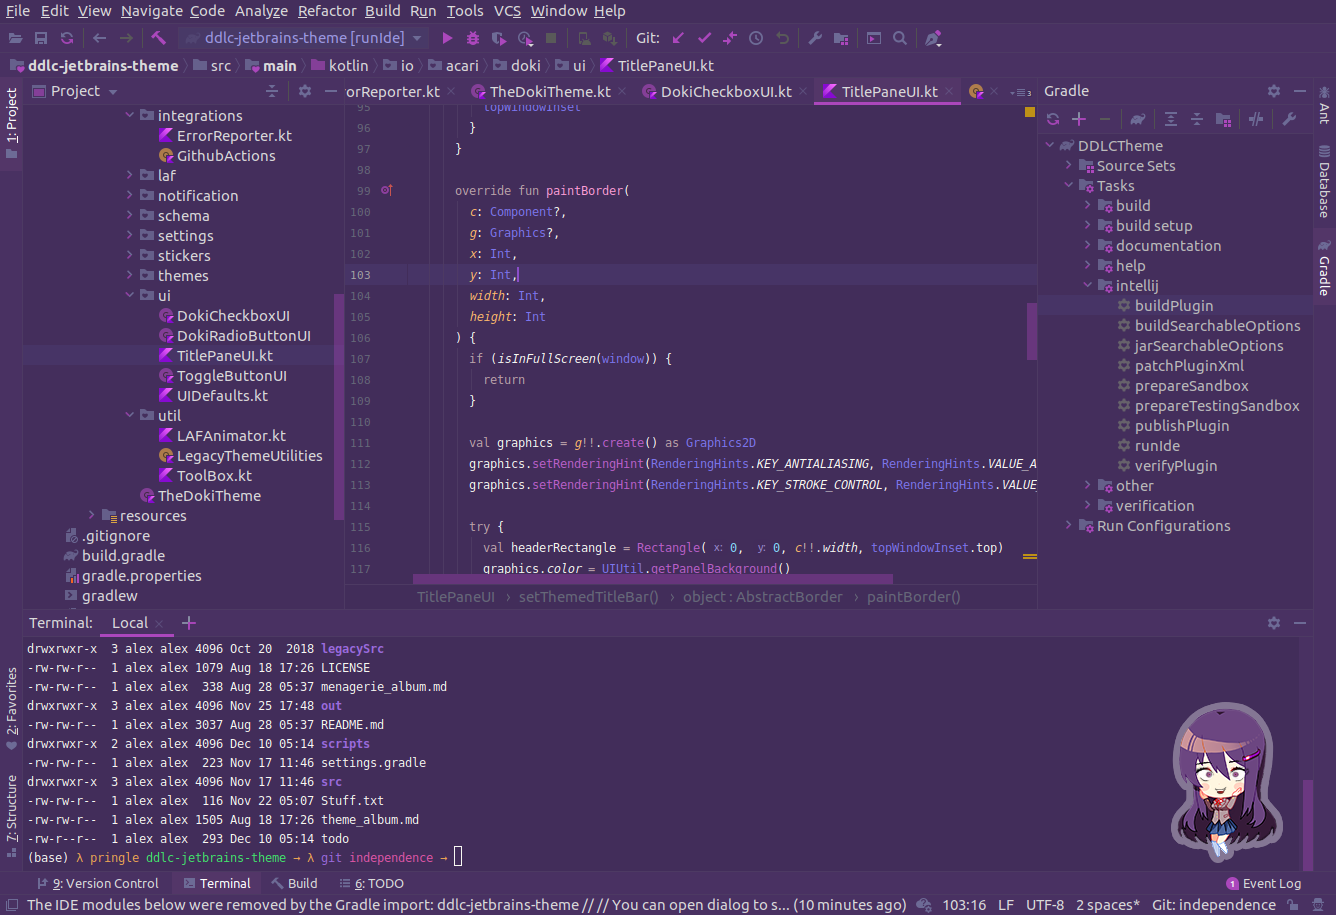 File Edit View Navigate Code Analyze Refactor Build Run Tools VCS Window Help
ddlc-jetbrains-theme [runIde] Git:
ddlc-jetbrains-theme src main kotlin io acari doki ui TitlePaneUI.kt
1: Project
Project
integrations
ErrorReporter.kt
GithubActions
laf
notification
schema
settings
stickers
themes
ui
DokiCheckboxUI
DokiRadioButtonUI
TitlePaneUI.kt
ToggleButtonUI
UIDefaults.kt
util
LAFAnimator.kt
LegacyThemeUtilities
ToolBox.kt
TheDokiTheme
resources
.gitignore
build.gradle
gradle.properties
gradlew
orReporter.kt TheDokiTheme.kt DokiCheckboxUI.kt TitlePaneUI.kt 3
95 topWindowInset
96 }
97 }
98
99 override fun paintBorder(
100 c: Component?,
101 g: Graphics?,
102 x: Int,
103 y: Int,
104 width: Int,
105 height: Int
106 ) {
107 if (isInFullScreen(window)) {
108 return
109 }
110
111 val graphics = g!!.create() as Graphics2D
112 graphics.setRenderingHint(RenderingHints.KEY_ANTIALIASING, RenderingHints.VALUE_A
113 graphics.setRenderingHint(RenderingHints.KEY_STROKE_CONTROL, RenderingHints.VALUE_
114
115 try {
116 val headerRectangle = Rectangle( x: 0, y: 0, c!!.width, topWindowInset.top)
117 graphics.color = UIUtil.getPanelBackground()
TitlePaneUI › setThemedTitleBar() › object : AbstractBorder › paintBorder()
Gradle
DDLCTheme
Source Sets
Tasks
build
build setup
documentation
help
intellij
buildPlugin
buildSearchableOptions
jarSearchableOptions
patchPluginXml
prepareSandbox
prepareTestingSandbox
publishPlugin
runIde
verifyPlugin
other
verification
Run Configurations
Ant
Database
Gradle
2: Favorites
7: Structure
Terminal: Local
drwxrwxr-x 3 alex alex 4096 Oct 20 2018 legacySrc
-rw-rw-r-- 1 alex alex 1079 Aug 18 17:26 LICENSE
-rw-rw-r-- 1 alex alex 338 Aug 28 05:37 menagerie_album.md
drwxrwxr-x 3 alex alex 4096 Nov 25 17:48 out
-rw-rw-r-- 1 alex alex 3037 Aug 28 05:37 README.md
drwxrwxr-x 2 alex alex 4096 Dec 10 05:14 scripts
-rw-rw-r-- 1 alex alex 223 Nov 17 11:46 settings.gradle
drwxrwxr-x 3 alex alex 4096 Nov 17 11:46 src
-rw-rw-r-- 1 alex alex 116 Nov 22 05:07 Stuff.txt
-rw-rw-r-- 1 alex alex 1505 Aug 18 17:26 theme_album.md
-rw-r--r-- 1 alex alex 293 Dec 10 05:14 todo
(base) λ pringle ddlc-jetbrains-theme → λ git independence →
9: Version Control Terminal Build 6: TODO 1 Event Log
The IDE modules below were removed by the Gradle import: ddlc-jetbrains-theme // // You can open dialog to s... (10 minutes ago) 103:16 LF UTF-8 2 spaces* Git: independence